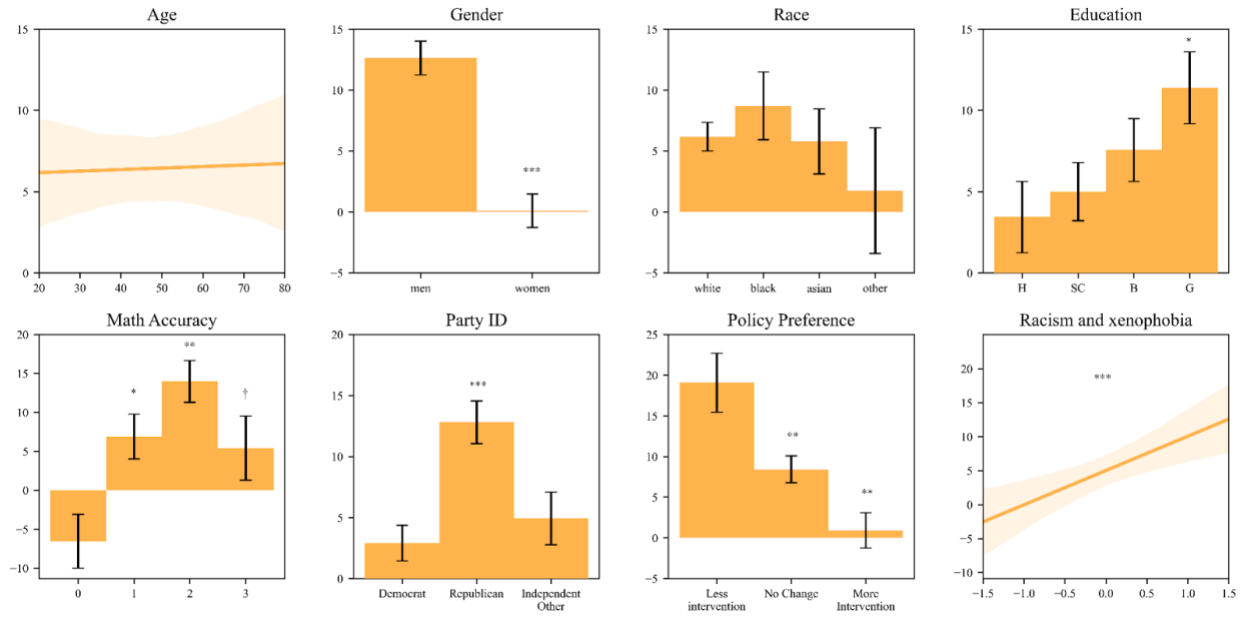 Age
15
10
5
0
20 30 40 50 60 70 80
Gender
15
10
5
0
−5
***
men women
Race
15
10
5
0
−5
white black asian other
Education
15
10
5
0
*
H SC B G
Math Accuracy
20
15
10
5
0
−5
−10
*
**
†
0 1 2 3
Party ID
20
15
10
5
0
***
Democrat Republican Independent
Other
Policy Preference
25
20
15
10
5
0
−5
**
**
Less No Change More
intervention Intervention
Racism and xenophobia
20
15
10
5
0
−5
−10
***
−1.5 −1.0 −0.5 0.0 0.5 1.0 1.5